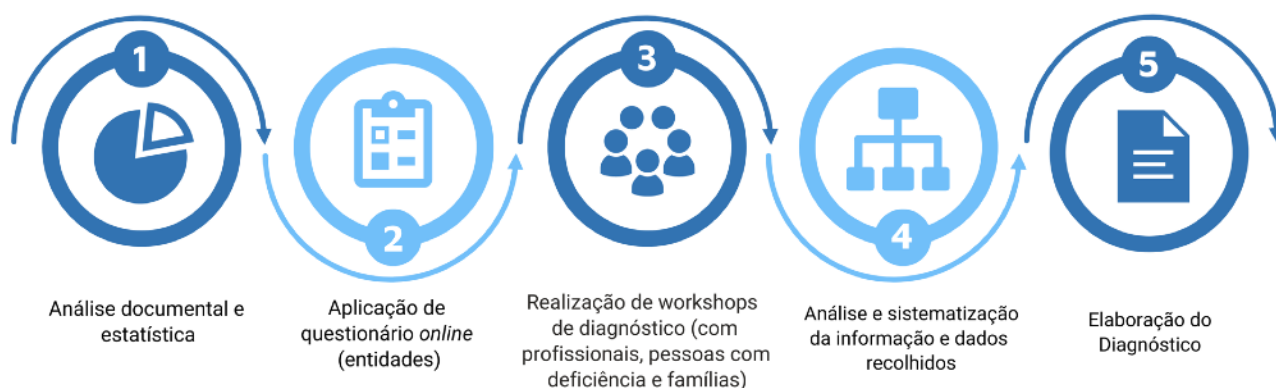 1
Análise documental e
estatística
2
Aplicação de
questionário online
(entidades)
3
Realização de workshops
de diagnóstico (com
profissionais, pessoas com
deficiência e famílias)
4
Análise e sistematização
da informação e dados
recolhidos
5
Elaboração do
Diagnóstico